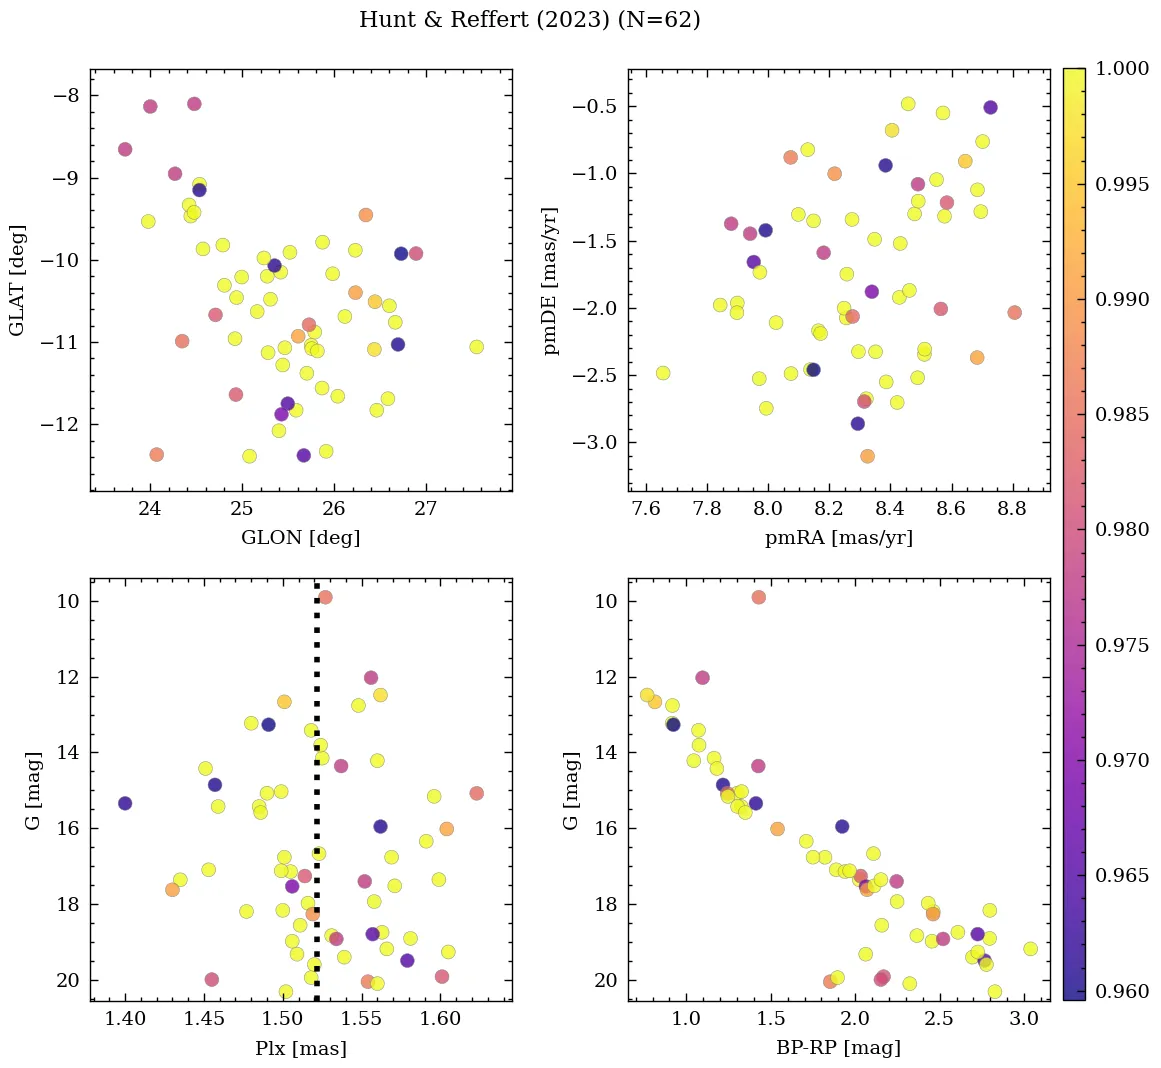 Hunt & Reffert (2023) (N=62)
−8
−9
−10
−11
−12
GLAT [deg]
24 25 26 27
GLON [deg]
−0.5
−1.0
−1.5
−2.0
−2.5
−3.0
pmDE [mas/yr]
7.6 7.8 8.0 8.2 8.4 8.6 8.8
pmRA [mas/yr]
10
12
14
16
18
20
G [mag]
1.40 1.45 1.50 1.55 1.60
Plx [mas]
10
12
14
16
18
20
G [mag]
1.0 1.5 2.0 2.5 3.0
BP-RP [mag]
1.000
0.995
0.990
0.985
0.980
0.975
0.970
0.965
0.960